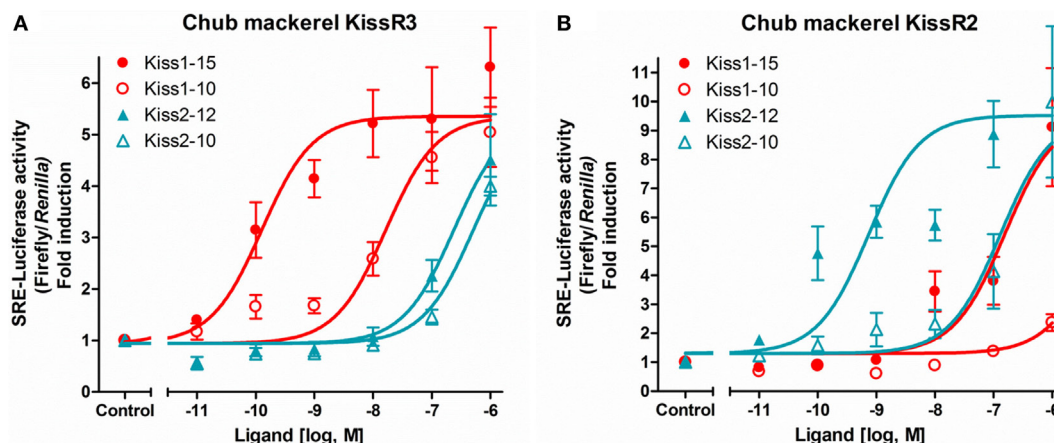 A
Chub mackerel KissR3
Kiss1-15
Kiss1-10
Kiss2-12
Kiss2-10
SRE-Luciferase activity
(Firefly/Renilla)
Fold induction
6
5
4
3
2
1
0
Control
-11
-10
-9
-8
-7
-6
Ligand [log, M]
B
Chub mackerel KissR2
Kiss1-15
Kiss1-10
Kiss2-12
Kiss2-10
SRE-Luciferase activity
(Firefly/Renilla)
Fold induction
11
10
9
8
7
6
5
4
3
2
1
0
Control
-11
-10
-9
-8
-7
-6
Ligand [log, M]